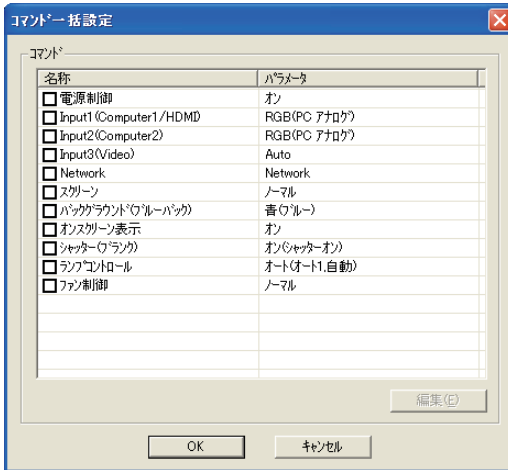 コマンド一括設定
コマンド
名称 パラメータ
電源制御 オン
Input1(Computer1/HDMI) RGB(PC アナログ)
Input2(Computer2) RGB(PC アナログ)
Input3(Video) Auto
Network Network
スクリーン ノーマル
バックグラウンド(ブルーバック) 青(ブルー)
オンスクリーン表示 オン
シャッター(ブランク) オン(シャッターオン)
ランプコントロール オート(オート1,自動)
ファン制御 ノーマル
編集(E)
OK キャンセル